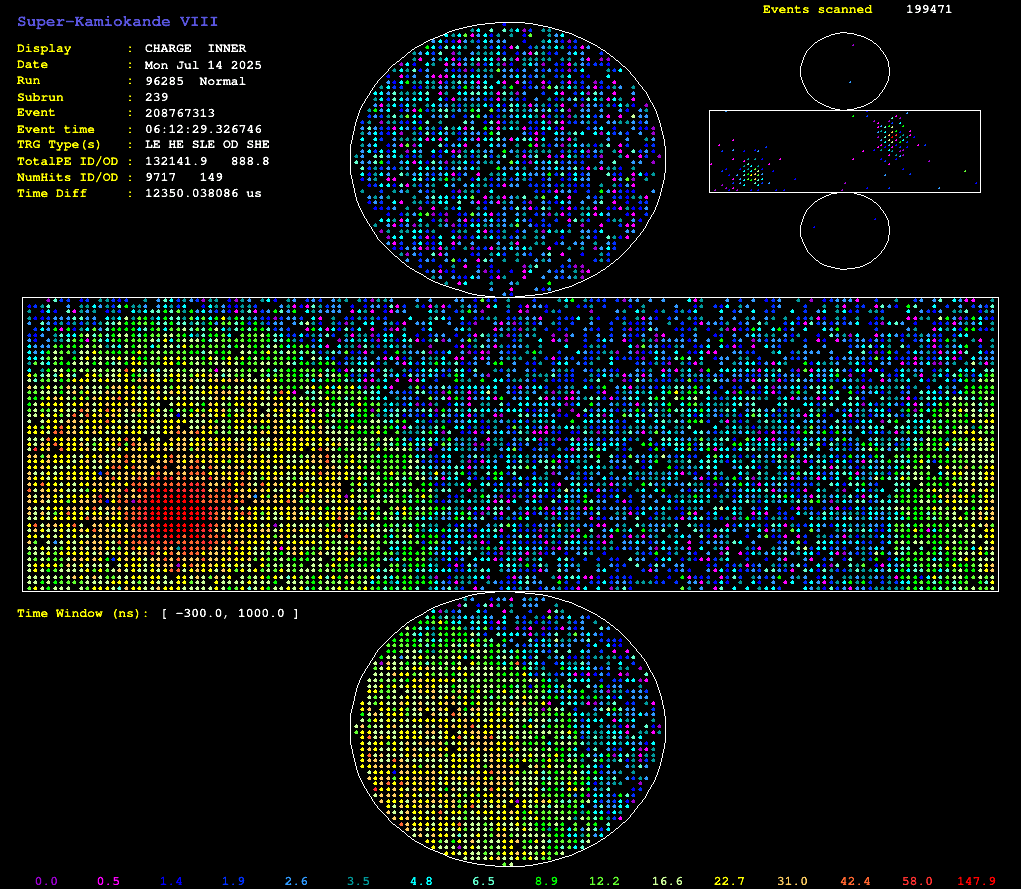 Super-Kamiokande VIII
Events scanned 199471
Display : CHARGE INNER
Date : Mon Jul 14 2025
Run : 96285 Normal
Subrun : 239
Event : 208767313
Event time : 06:12:29.326746
TRG Type(s) : LE HE SLE OD SHE
TotalPE ID/OD : 132141.9 888.8
NumHits ID/OD : 9717 149
Time Diff : 12350.038086 us
Time Window (ns): [ -300.0, 1000.0 ]
0.0 0.5 1.4 1.9 2.6 3.5 4.8 6.5 8.9 12.2 16.6 22.7 31.0 42.4 58.0 147.9